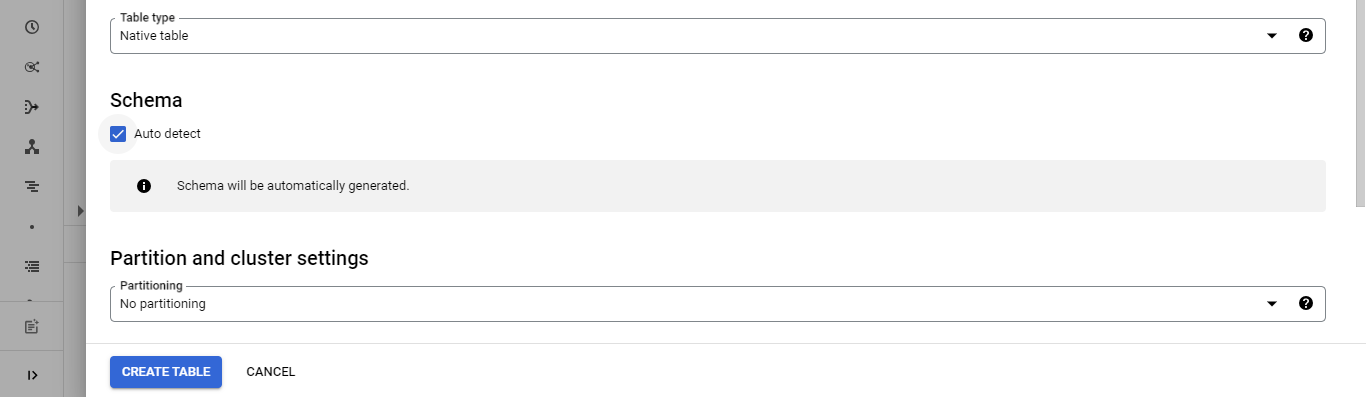 Table type
Native table
Schema
Auto detect
Schema will be automatically generated.
Partition and cluster settings
Partitioning
No partitioning
CREATE TABLE
CANCEL